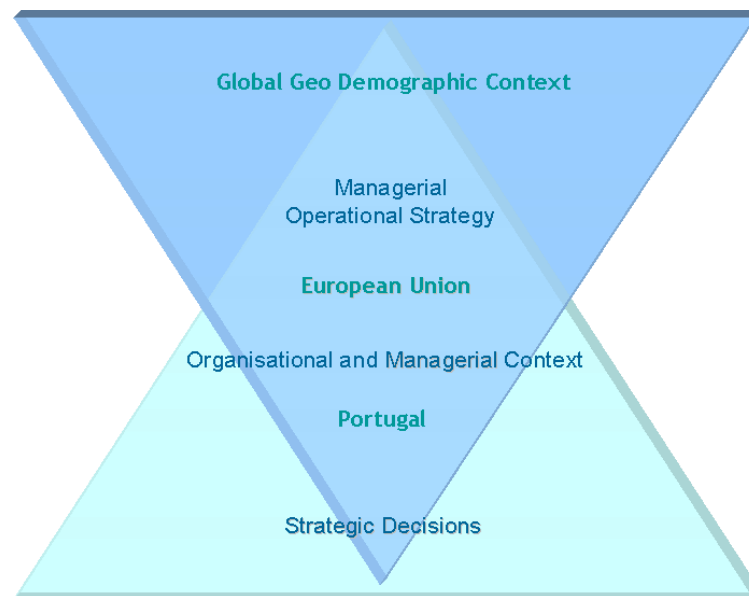 Global Geo Demographic Context
Managerial
Operational Strategy
European Union
Organisational and Managerial Context
Portugal
Strategic Decisions